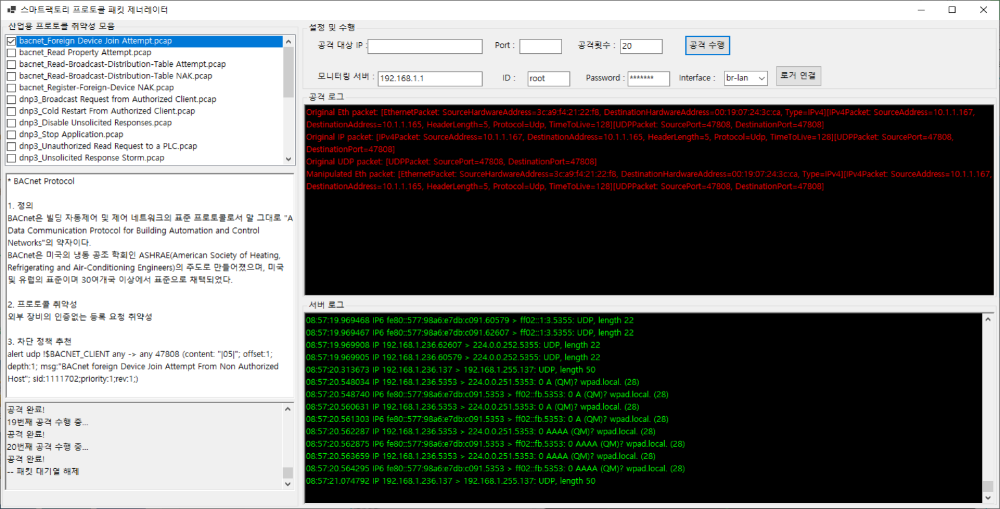 스마트팩토리 프로토콜 패킷 제너레이터
산업용 프로토콜 취약성 모음
bacnet_Foreign Device Join Attempt.pcap
bacnet_Read Property Attempt.pcap
bacnet_Read-Broadcast-Distribution-Table Attempt.pcap
bacnet_Read-Broadcast-Distribution-Table NAK.pcap
bacnet_Register-Foreign-Device NAK.pcap
dnp3_Broadcast Request from Authorized Client.pcap
dnp3_Cold Restart From Authorized Client.pcap
dnp3_Disable Unsolicited Responses.pcap
dnp3_Stop Application.pcap
dnp3_Unauthorized Read Request to a PLC.pcap
dnp3_Unsolicited Response Storm.pcap
* BACnet Protocol
1. 정의
BACnet은 빌딩 자동제어 및 제어 네트워크의 표준 프로토콜로서 말 그대로 "A
Data Communication Protocol for Building Automation and Control
Networks"의 약자이다.
BACnet은 미국의 냉동 공조 학회인 ASHRAE(American Society of Heating,
Refrigerating and Air-Conditioning Engineers)의 주도로 만들어졌으며, 미국
및 유럽의 표준이며 30여개국 이상에서 표준으로 채택되었다.
2. 프로토콜 취약성
외부 장비의 인증없는 등록 요청 취약성
3. 차단 정책 추천
alert udp !$BACNET_CLIENT any -> any 47808 (content: "|05|"; offset:1;
depth:1; msg:"BACnet foreign Device Join Attempt From Non Authorized
Host"; sid:1111702;priority:1;rev:1;)
공격 완료!
19번째 공격 수행 중...
공격 완료!
20번째 공격 수행 중...
공격 완료!
-- 패킷 대기열 해제
설정 및 수행
공격 대상 IP : Port : 공격횟수 : 20 공격 수행
모니터링 서버 : 192.168.1.1 ID : root Password : ******* Interface : br-lan 로거 연결
공격 로그
Original Eth packet: [EthernetPacket: SourceHardwareAddress=3c:a9:f4:21:22:f8, DestinationHardwareAddress=00:19:07:24:3c:ca, Type=IPv4][IPv4Packet: SourceAddress=10.1.1.167,
DestinationAddress=10.1.1.165, HeaderLength=5, Protocol=Udp, TimeToLive=128][UDPPacket: SourcePort=47808, DestinationPort=47808]
Original IP packet: [IPv4Packet: SourceAddress=10.1.1.167, DestinationAddress=10.1.1.165, HeaderLength=5, Protocol=Udp, TimeToLive=128][UDPPacket: SourcePort=47808,
DestinationPort=47808]
Original UDP packet: [UDPPacket: SourcePort=47808, DestinationPort=47808]
Manipulated Eth packet: [EthernetPacket: SourceHardwareAddress=3c:a9:f4:21:22:f8, DestinationHardwareAddress=00:19:07:24:3c:ca, Type=IPv4][IPv4Packet: SourceAddress=10.1.1.167,
DestinationAddress=10.1.1.165, HeaderLength=5, Protocol=Udp, TimeToLive=128][UDPPacket: SourcePort=47808, DestinationPort=47808]
서버 로그
08:57:19.969468 IP6 fe80::577:98a6:e7db:c091.60579 > ff02::1:3.5355: UDP, length 22
08:57:19.969467 IP6 fe80::577:98a6:e7db:c091.62607 > ff02::1:3.5355: UDP, length 22
08:57:19.969908 IP 192.168.1.236.62607 > 224.0.0.252.5355: UDP, length 22
08:57:19.969905 IP 192.168.1.236.60579 > 224.0.0.252.5355: UDP, length 22
08:57:20.313673 IP 192.168.1.236.137 > 192.168.1.255.137: UDP, length 50
08:57:20.548034 IP 192.168.1.236.5353 > 224.0.0.251.5353: 0 A (QM)? wpad.local. (28)
08:57:20.548740 IP6 fe80::577:98a6:e7db:c091.5353 > ff02::fb.5353: 0 A (QM)? wpad.local. (28)
08:57:20.560631 IP 192.168.1.236.5353 > 224.0.0.251.5353: 0 A (QM)? wpad.local. (28)
08:57:20.561303 IP6 fe80::577:98a6:e7db:c091.5353 > ff02::fb.5353: 0 A (QM)? wpad.local. (28)
08:57:20.562287 IP 192.168.1.236.5353 > 224.0.0.251.5353: 0 AAAA (QM)? wpad.local. (28)
08:57:20.562875 IP6 fe80::577:98a6:e7db:c091.5353 > ff02::fb.5353: 0 AAAA (QM)? wpad.local. (28)
08:57:20.563659 IP 192.168.1.236.5353 > 224.0.0.251.5353: 0 AAAA (QM)? wpad.local. (28)
08:57:20.564295 IP6 fe80::577:98a6:e7db:c091.5353 > ff02::fb.5353: 0 AAAA (QM)? wpad.local. (28)
08:57:21.074792 IP 192.168.1.236.137 > 192.168.1.255.137: UDP, length 50